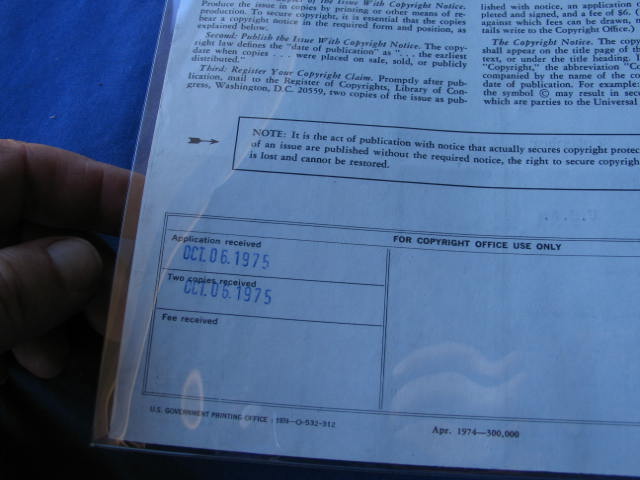 Produce the issue With Copyright Notice.
Produce the issue in copies by printing or other means of re-
production. To secure copyright, it is essential that the copies
bear a copyright notice in the required form and position, as
explained below.
Second: Publish the Issue With Copyright Notice. The copy-
right law defines the "date of publication" as ". . . the earliest
date when copies . . . were placed on sale, sold, or publicly
distributed."
Third: Register Your Copyright Claim. Promptly after pub-
lication, mail to the Register of Copyrights, Library of Con-
gress, Washington, D.C. 20559, two copies of the issue as pub-
lished with notice, an application
pleted and signed, and a fee of $6. (
against which fees can be drawn,
tails write to the Copyright Office.)
The Copyright Notice. The copy
shall appear on the title page of th
text, or under the title heading.
"Copyright," the abbreviation "Co
companied by the name of the co
date of publication. For example:
the symbol © may result in secu
which are parties to the Universal
NOTE: It is the act of publication with notice that actually secures copyright protec
of an issue are published without the required notice, the right to secure copyright
is lost and cannot be restored.
FOR COPYRIGHT OFFICE USE ONLY
Application received
OCT. 06. 1975
Two copies received
OCT. 06. 1975
Fee received
U.S. GOVERNMENT PRINTING OFFICE : 1974—O-532-312
Apr. 1974—300,000